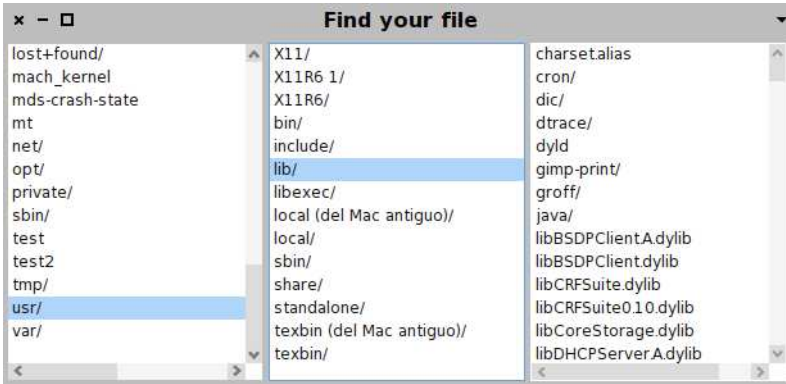 Find your file
lost+found/
mach_kernel
mds-crash-state
mt
net/
opt/
private/
sbin/
test
test2
tmp/
usr/
var/
X11/
X11R6 1/
X11R6/
bin/
include/
lib/
libexec/
local (del Mac antiguo)/
local/
sbin/
share/
standalone/
texbin (del Mac antiguo)/
texbin/
charset.alias
cron/
dic/
dtrace/
dyld
gimp-print/
groff/
java/
libBSDPClient.A.dylib
libBSDPClient.dylib
libCRFSuite.dylib
libCRFSuite0.10.dylib
libCoreStorage.dylib
libDHCPServer.A.dylib